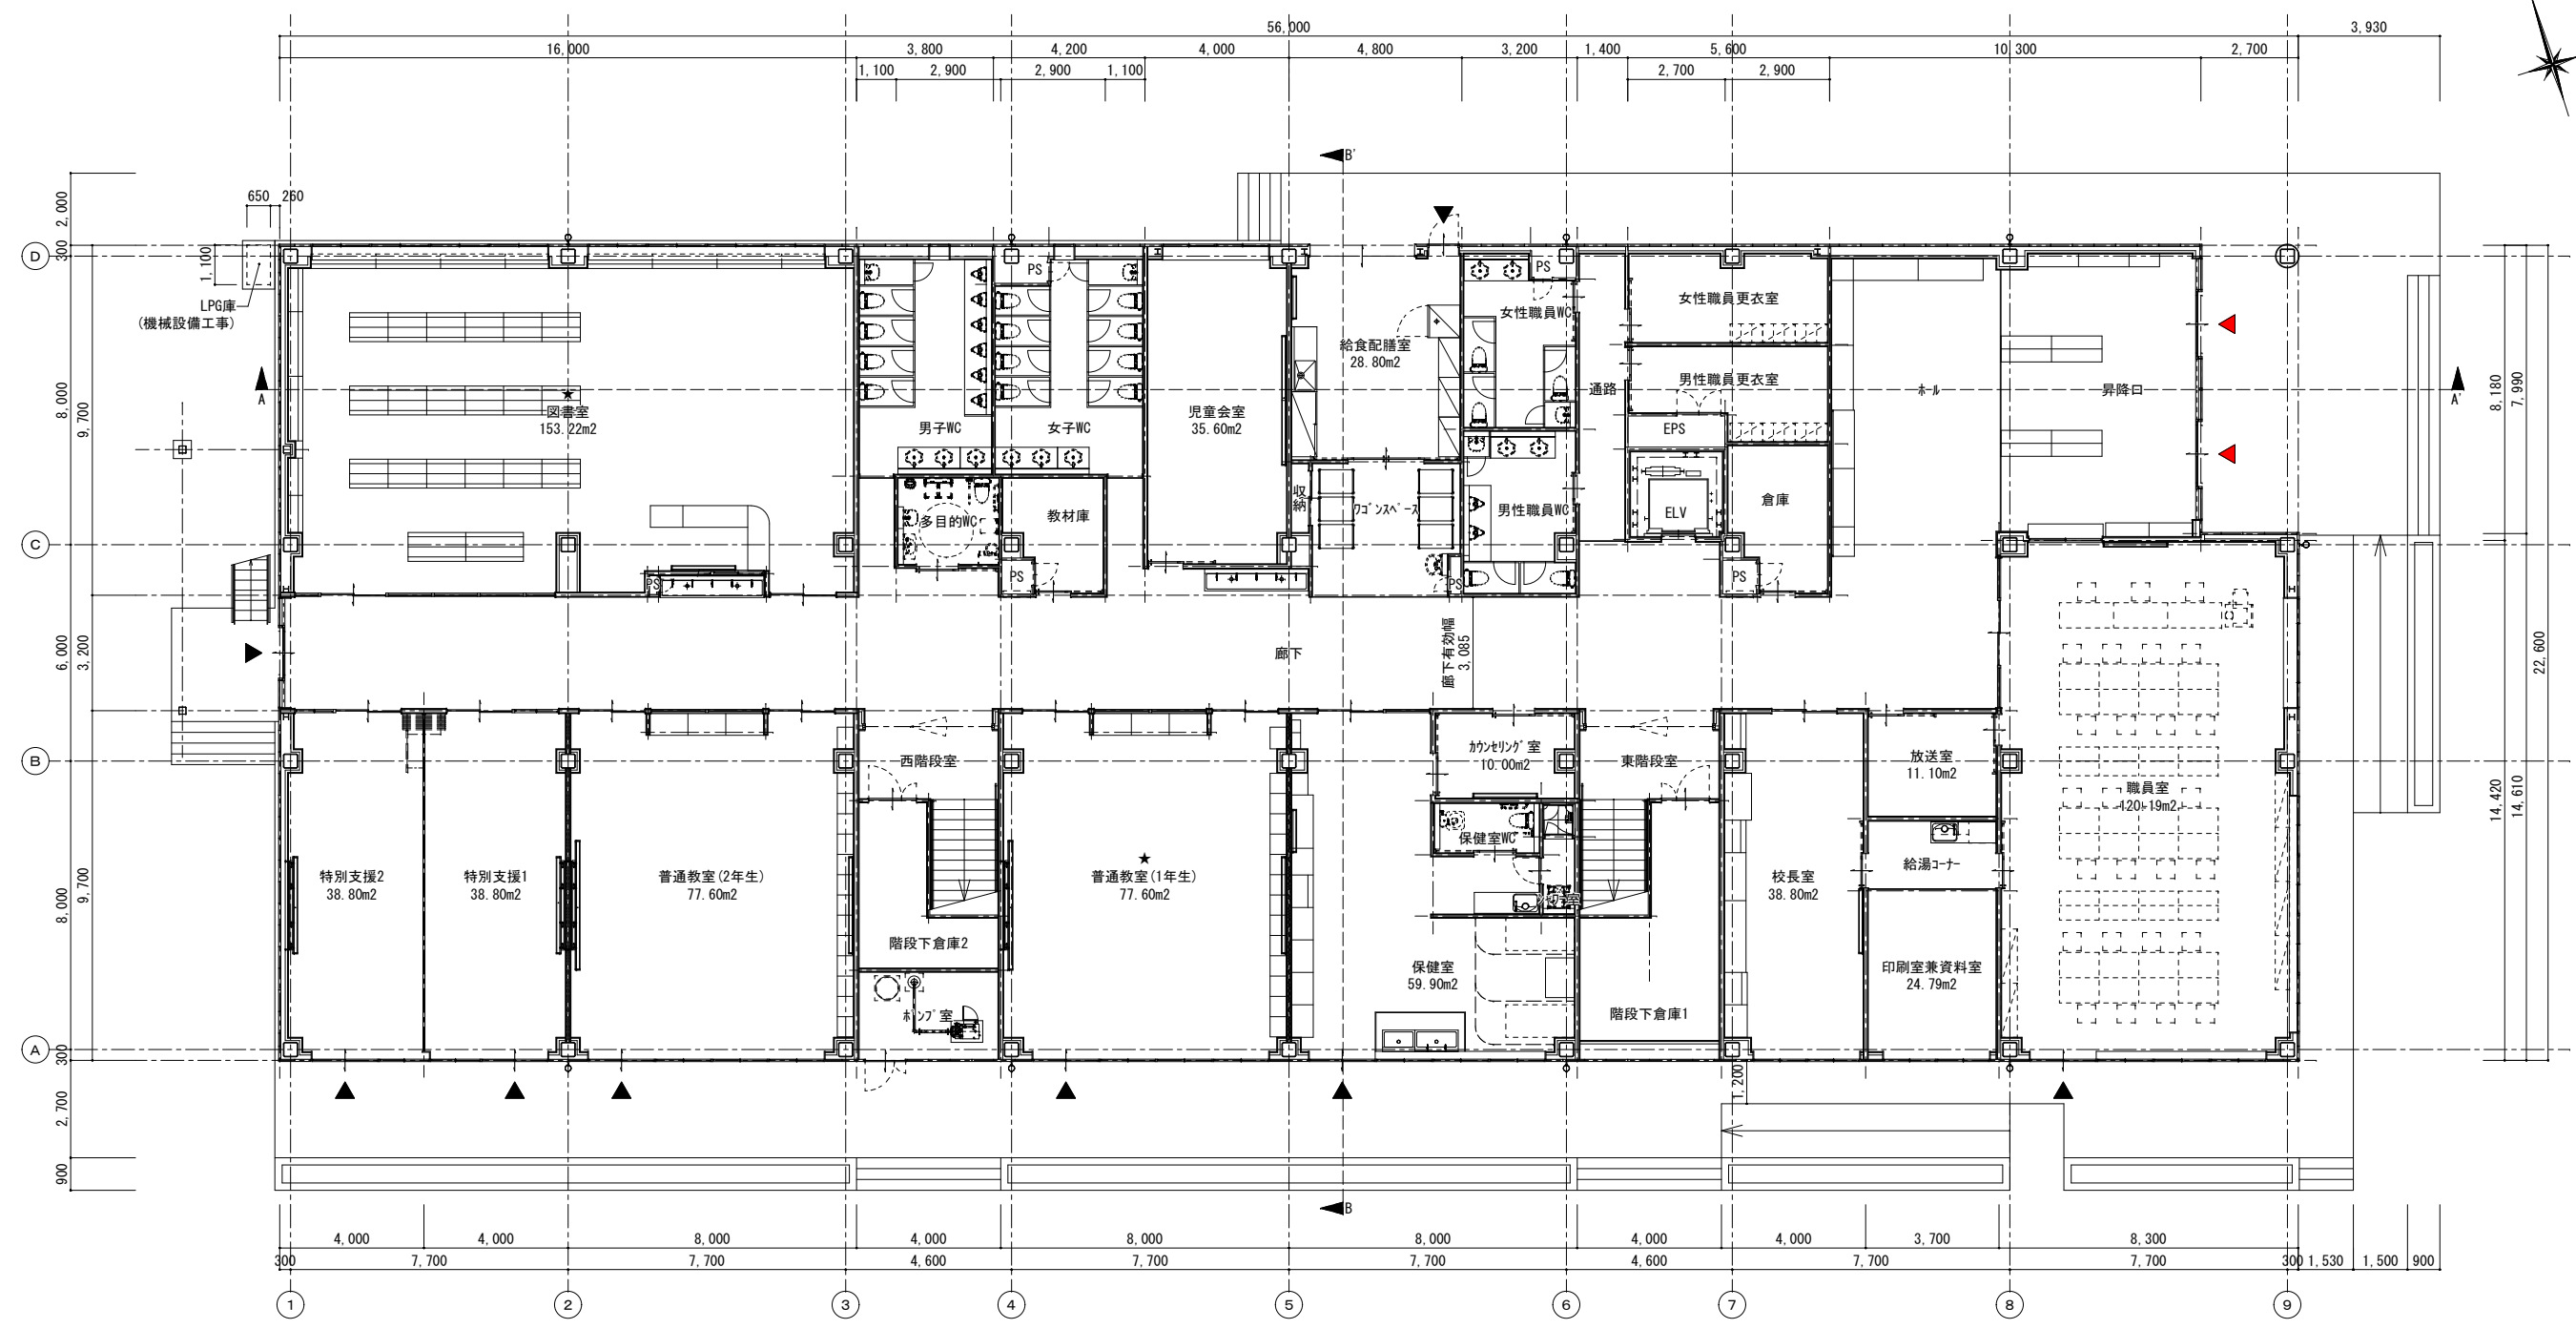 56,000
3,930
16,000
3,800
4,200
4,000
4,800
3,200
1,400
5,600
10,300
2,700
1,100
2,900
2,900
1,100
2,700
2,900
B'
650
260
2,000
300
1,100
8,000
9,700
6,000
3,200
8,000
9,700
300
2,700
900
D
C
B
A
LPG庫
(機械設備工事)
A
A'
PS
PS
女性職員更衣室
女性職員WC
給食配膳室
28.80m2
男性職員更衣室
通路
ホール
昇降口
図書室
153.22m2
児童会室
35.60m2
男子WC
女子WC
EPS
8,180
7,990
収納
ワゴンスペース
男性職員WC
ELV
倉庫
多目的WC
教材庫
PS
PS
PS
PS
廊下
廊下有効幅
3,085
22,600
14,420
14,610
西階段室
カウンセリング室
10.00m2
東階段室
放送室
11.10m2
職員室
120.19m2
保健室WC
給湯コーナー
特別支援2
38.80m2
特別支援1
38.80m2
普通教室(2年生)
77.60m2
普通教室(1年生)
77.60m2
校長室
38.80m2
階段下倉庫2
保健室
59.90m2
印刷室兼資料室
24.79m2
ポンプ室
階段下倉庫1
1,200
B
4,000
4,000
8,000
4,000
8,000
8,000
4,000
4,000
3,700
8,300
300
7,700
7,700
4,600
7,700
7,700
4,600
7,700
7,700
300
1,530
1,500
900
1
2
3
4
5
6
7
8
9